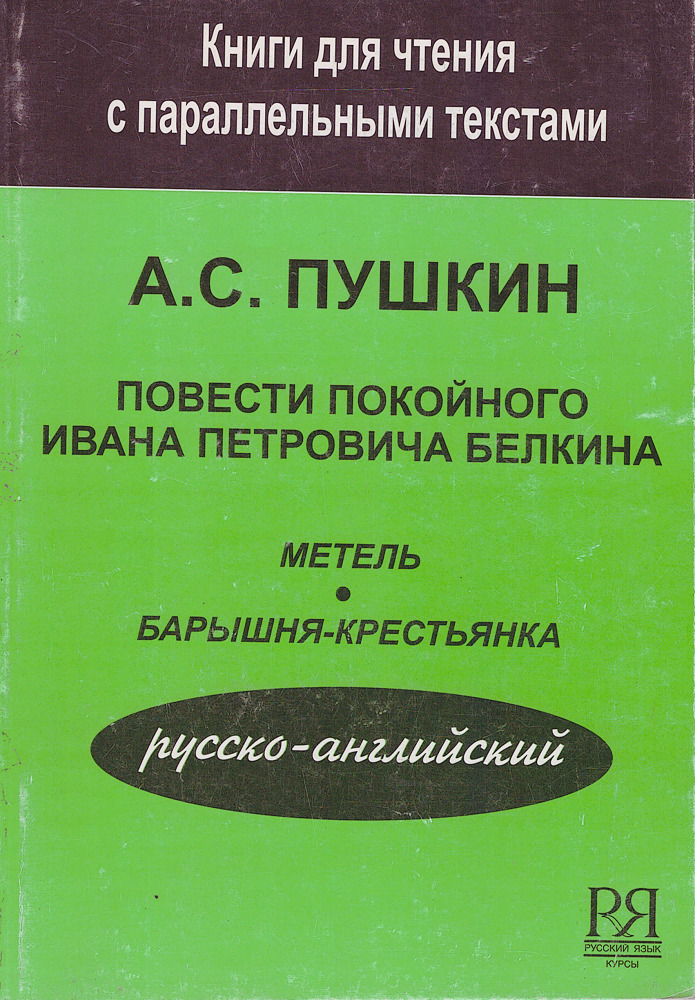 Книги для чтения
с параллельными текстами
А.С. ПУШКИН
ПОВЕСТИ ПОКОЙНОГО
ИВАНА ПЕТРОВИЧА БЕЛКИНА
МЕТЕЛЬ
•
БАРЫШНЯ-КРЕСТЬЯНКА
русско-английский
РЯ
РУССКИЙ ЯЗЫК
КУРСЫ